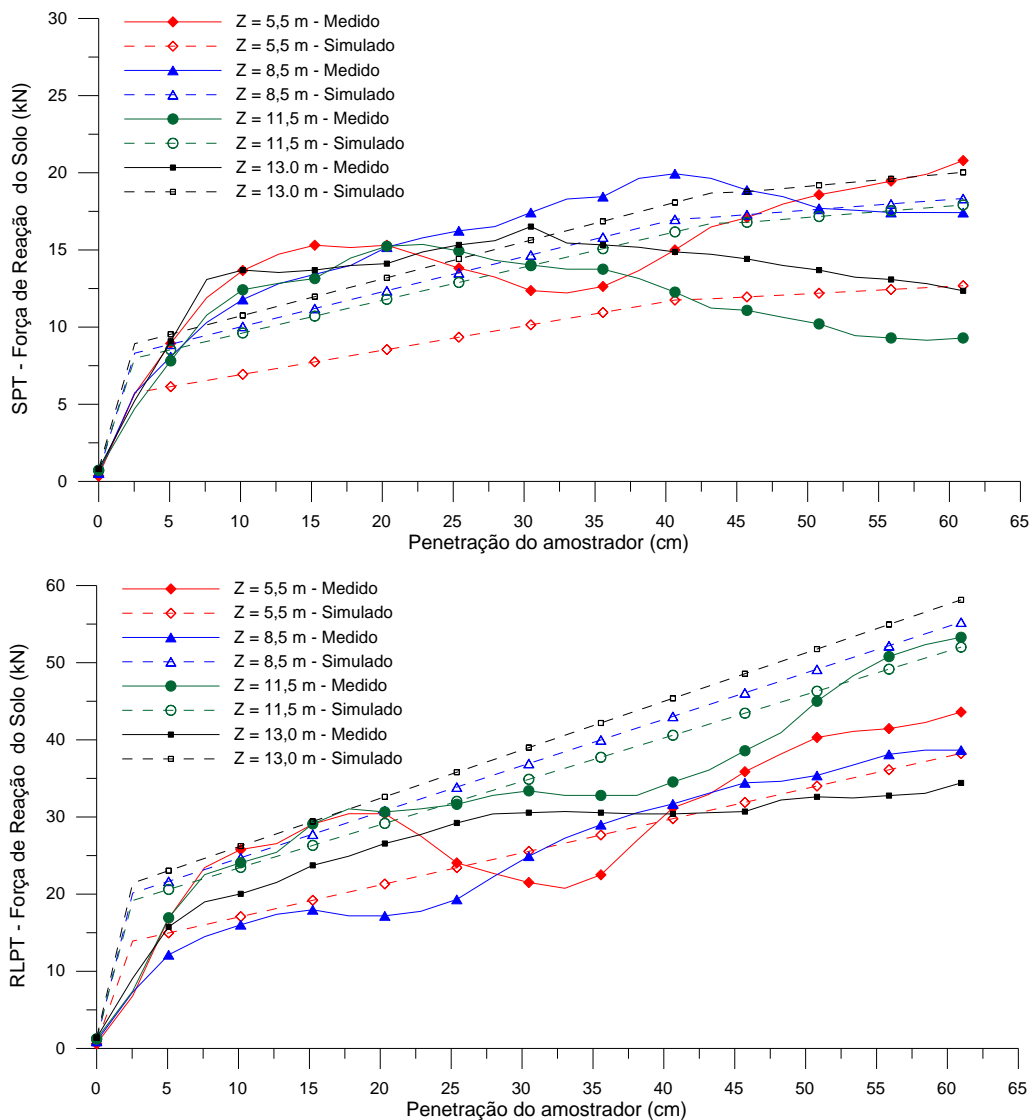 SPT - Força de Reação do Solo (kN)
30
25
20
15
10
5
0
Z = 5,5 m - Medido
Z = 5,5 m - Simulado
Z = 8,5 m - Medido
Z = 8,5 m - Simulado
Z = 11,5 m - Medido
Z = 11,5 m - Simulado
Z = 13.0 m - Medido
Z = 13.0 m - Simulado
0 5 10 15 20 25 30 35 40 45 50 55 60 65
Penetração do amostrador (cm)
RLPT - Força de Reação do Solo (kN)
60
50
40
30
20
10
0
Z = 5,5 m - Medido
Z = 5,5 m - Simulado
Z = 8,5 m - Medido
Z = 8,5 m - Simulado
Z = 11,5 m - Medido
Z = 11,5 m - Simulado
Z = 13,0 m - Medido
Z = 13,0 m - Simulado
0 5 10 15 20 25 30 35 40 45 50 55 60 65
Penetração do amostrador (cm)